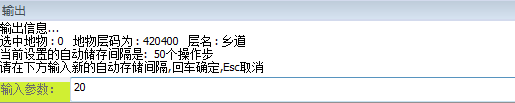 输出
输出信息...
选中地物:0 地物层码为:420400 层名:乡道
当前设置的自动储存间隔是: 50个操作步
请在下方输入新的自动存储间隔,回车确定,Esc取消
输入参数: 20